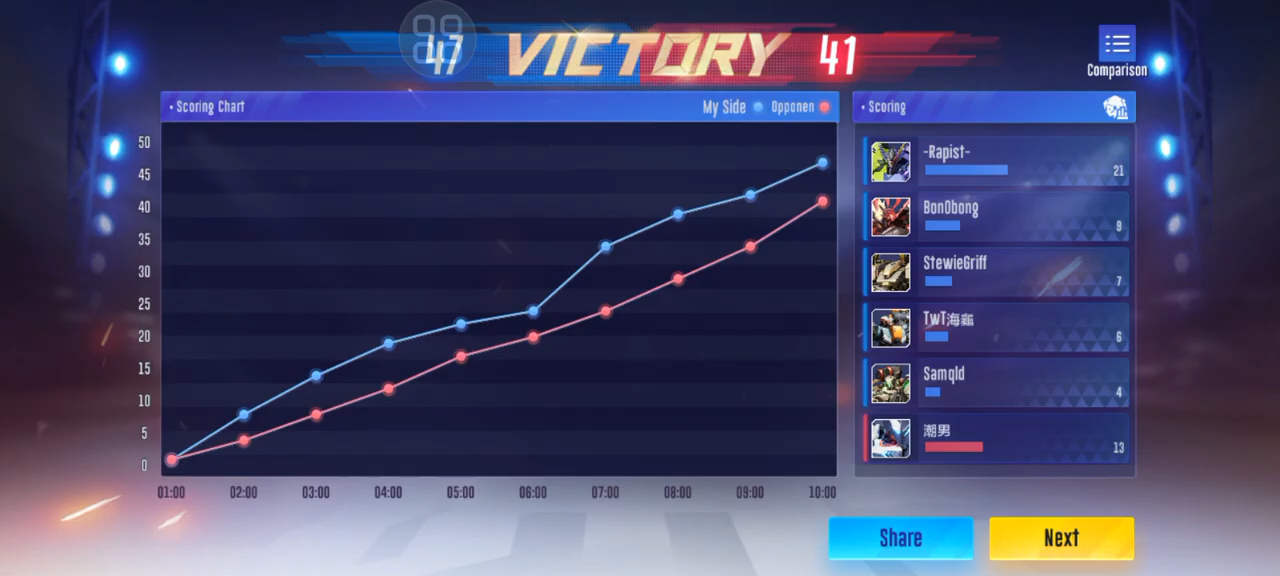 47 VICTORY 41
Comparison
• Scoring Chart My Side Opponen
• Scoring
50
45
40
35
30
25
20
15
10
5
0
01:00 02:00 03:00 04:00 05:00 06:00 07:00 08:00 09:00 10:00
-Rapist-
21
BonObong
9
StewieGriff
7
TwT海龜
6
Samqld
4
潮男
13
Share Next